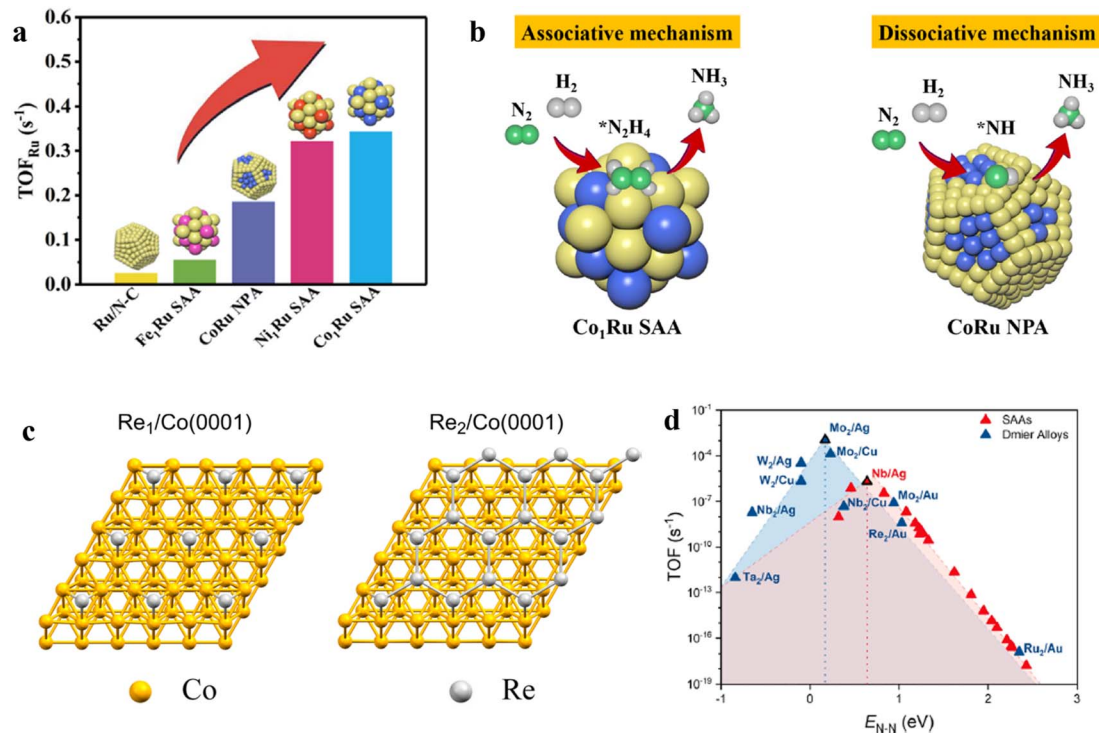 a
TOF_Ru (s⁻¹)
0.6
0.5
0.4
0.3
0.2
0.1
0.0
Ru/N-C
Fe₁Ru SAA
CoRu NPA
Ni₁Ru SAA
Co₁Ru SAA
b
Associative mechanism
N₂
H₂
*N₂H₄
NH₃
Co₁Ru SAA
Dissociative mechanism
N₂
H₂
*NH
NH₃
CoRu NPA
c
Re₁/Co(0001)
Re₂/Co(0001)
Co
Re
d
TOF (s⁻¹)
10⁻¹
10⁻⁴
10⁻⁷
10⁻¹⁰
10⁻¹³
10⁻¹⁶
10⁻¹⁹
SAAs
Dmier Alloys
Mo₂/Ag
Mo₂/Cu
W₂/Ag
W₂/Cu
Nb/Ag
Nb₂/Ag
Nb₂/Cu
Mo₂/Au
Re₂/Au
Ta₂/Ag
Ru₂/Au
-1
0
1
2
3
E_N-N (eV)